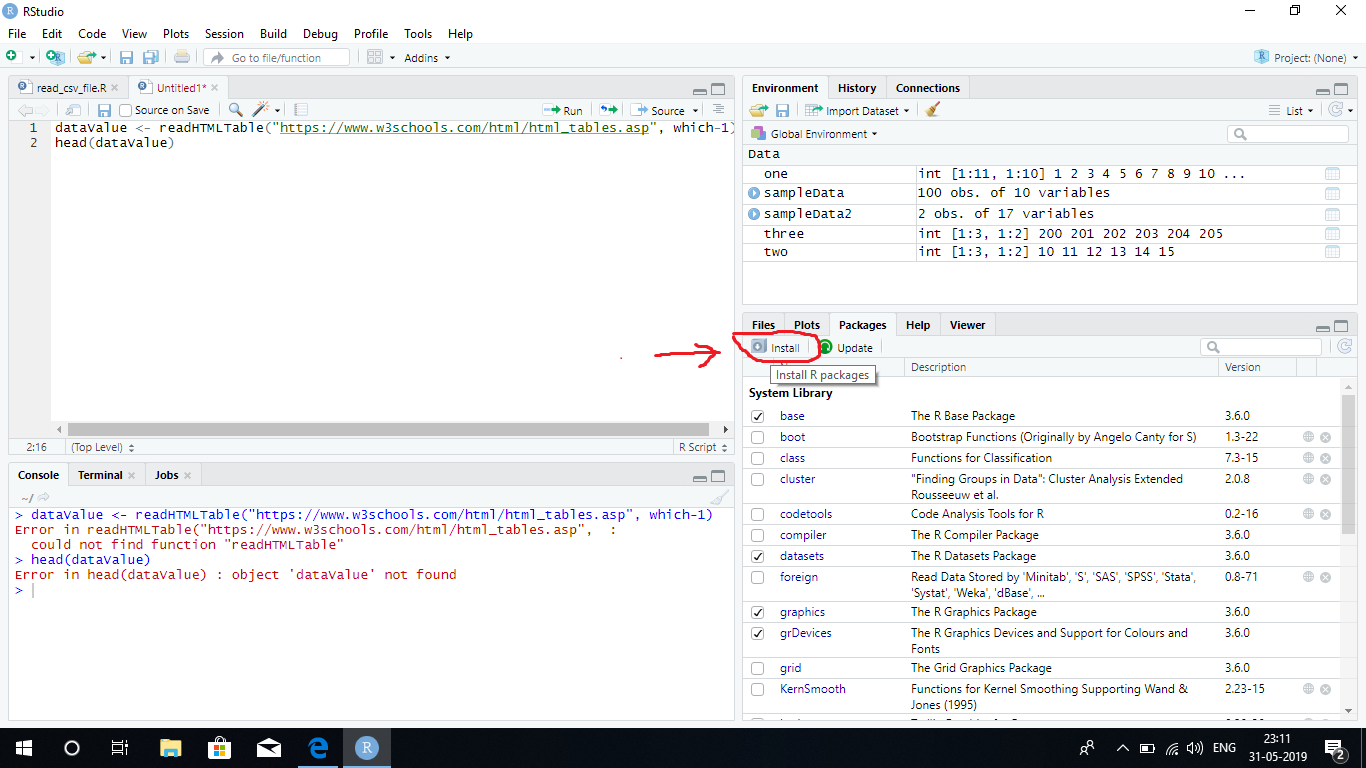 RStudio
File Edit Code View Plots Session Build Debug Profile Tools Help
Go to file/function Addins Project: (None)
read_csv_file.R Untitled1*
Source on Save Run Source
1 dataValue <- readHTMLTable("https://www.w3schools.com/html/html_tables.asp", which-1)
2 head(dataValue)
2:16 (Top Level) R Script
Console Terminal Jobs
~/
> dataValue <- readHTMLTable("https://www.w3schools.com/html/html_tables.asp", which-1)
Error in readHTMLTable("https://www.w3schools.com/html/html_tables.asp", :
could not find function "readHTMLTable"
> head(dataValue)
Error in head(dataValue) : object 'dataValue' not found
>
Environment History Connections
Import Dataset List
Global Environment
Data
one int [1:11, 1:10] 1 2 3 4 5 6 7 8 9 10 ...
sampleData 100 obs. of 10 variables
sampleData2 2 obs. of 17 variables
three int [1:3, 1:2] 200 201 202 203 204 205
two int [1:3, 1:2] 10 11 12 13 14 15
Files Plots Packages Help Viewer
Install Update
Description Version
Install R packages
System Library
base The R Base Package 3.6.0
boot Bootstrap Functions (Originally by Angelo Canty for S) 1.3-22
class Functions for Classification 7.3-15
cluster "Finding Groups in Data": Cluster Analysis Extended 2.0.8
Rousseeuw et al.
codetools Code Analysis Tools for R 0.2-16
compiler The R Compiler Package 3.6.0
datasets The R Datasets Package 3.6.0
foreign Read Data Stored by 'Minitab', 'S', 'SAS', 'SPSS', 'Stata', 0.8-71
'Systat', 'Weka', 'dBase', ...
graphics The R Graphics Package 3.6.0
grDevices The R Graphics Devices and Support for Colours and 3.6.0
Fonts
grid The Grid Graphics Package 3.6.0
KernSmooth Functions for Kernel Smoothing Supporting Wand & 2.23-15
Jones (1995)
ENG 23:11
31-05-2019
2